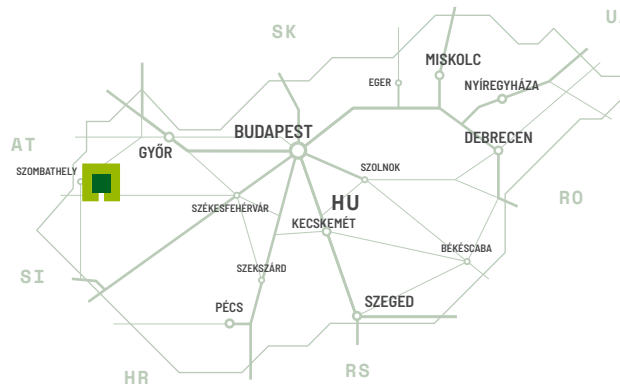 SK
MISKOLC
EGER
NYÍREGYHÁZA
BUDAPEST
DEBRECEN
AT
GYŐR
SZOMBATHELY
SZOLNOK
RO
HU
SZÉKESFEHÉRVÁR
KECSKEMÉT
BÉKÉSCSABA
SZEKSZÁRD
SI
PÉCS
SZEGED
RS
HR